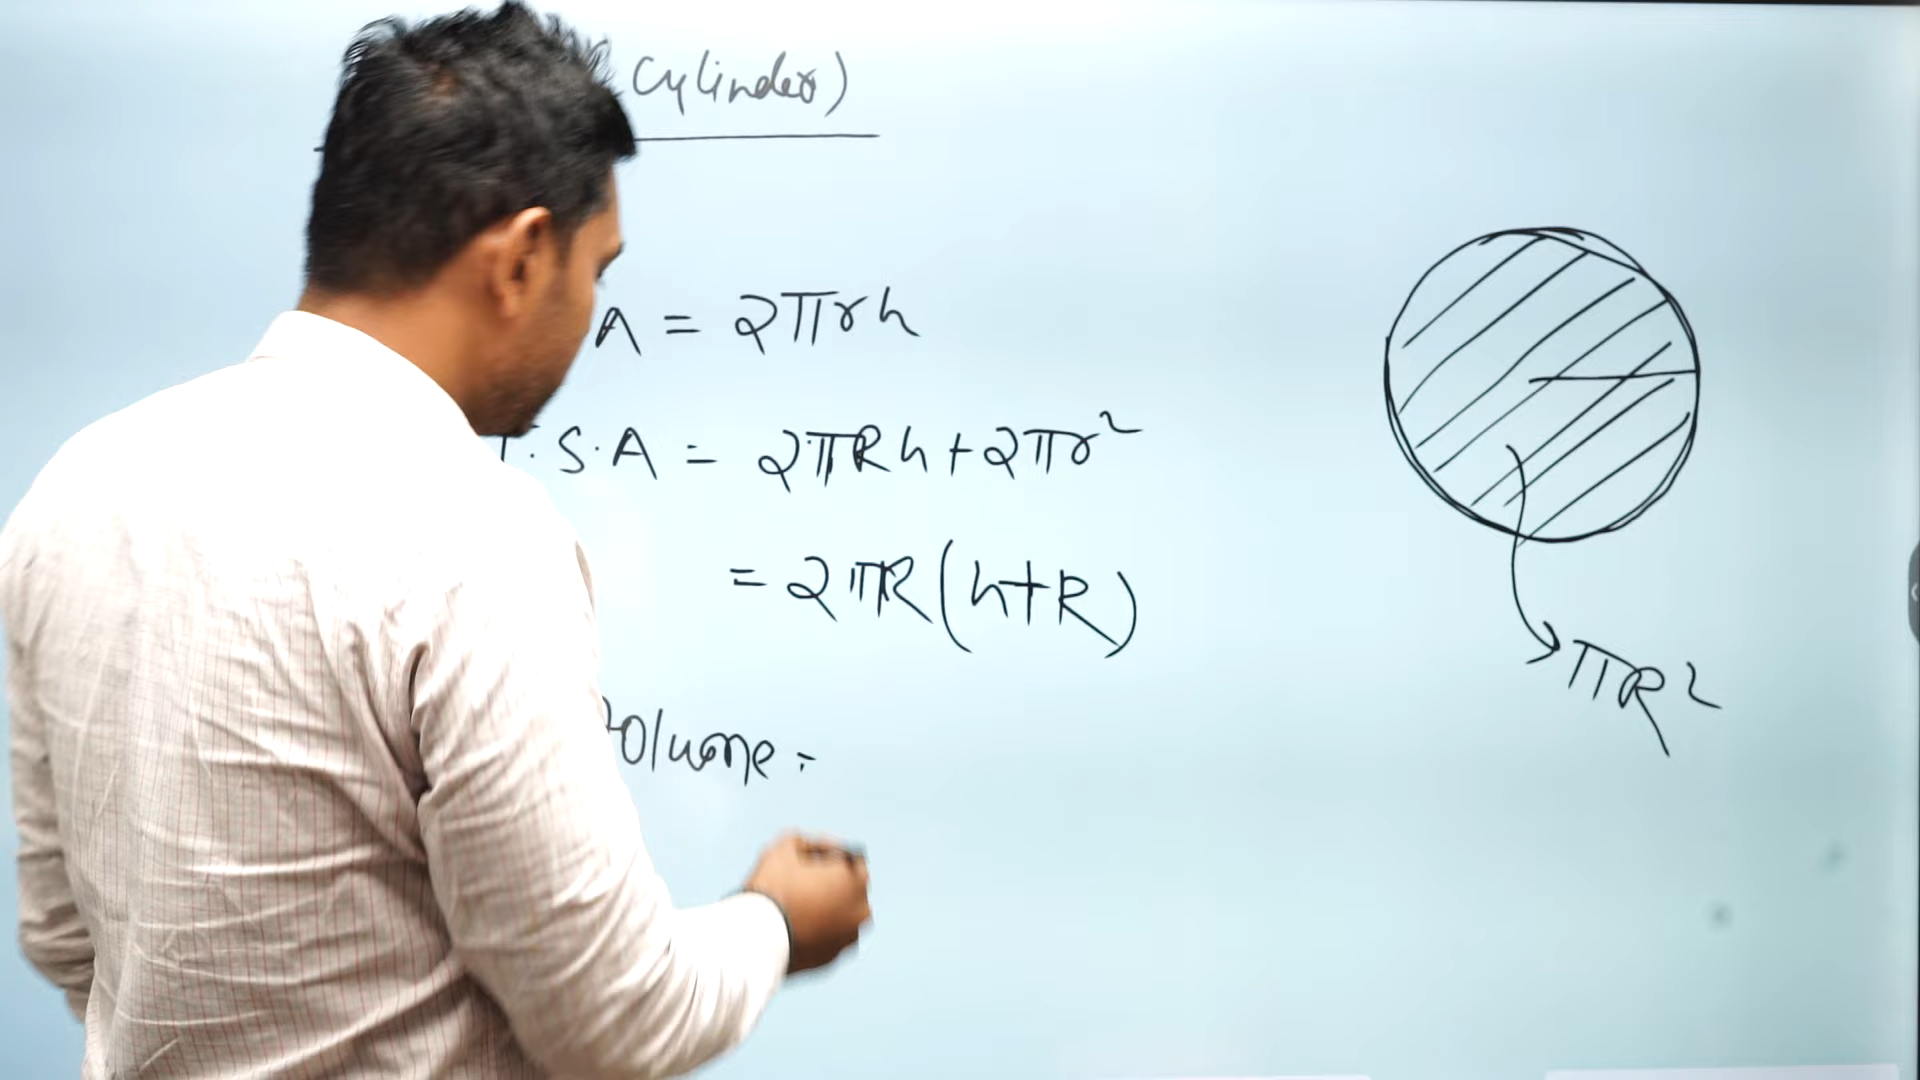 Cylinder)
A = 2πrh
T.S.A = 2πRh+2πr²
= 2πR(h+R)
Volume =
πR²